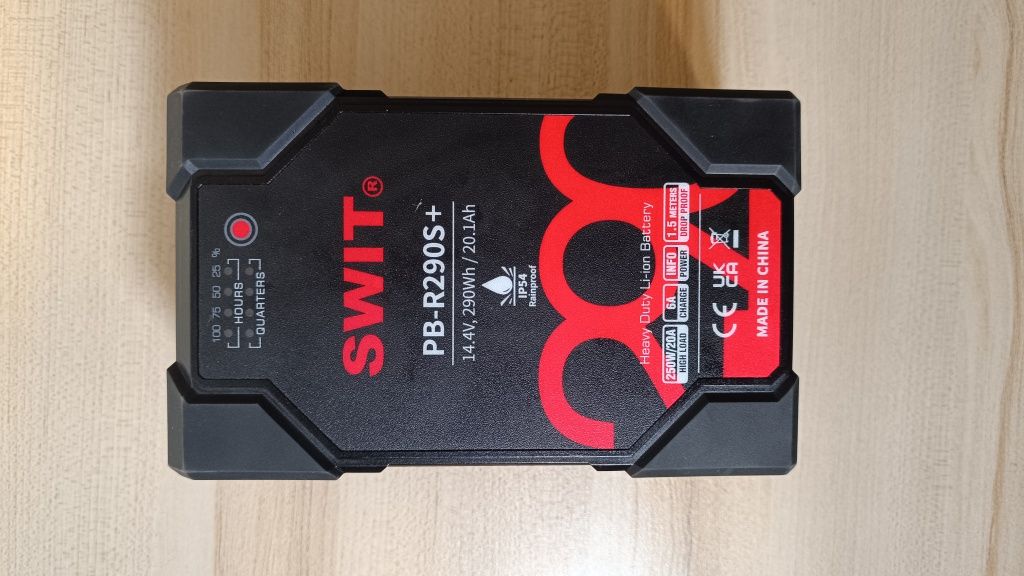 100 75 50 25 %
HOURS
QUARTERS
SWIT®
PB-R290S+
14.4V, 290Wh / 20.1Ah
IP54
Rainproof
290
Heavy Duty Li-ion Battery
250W/20A 6A INFO 1.5 METERS
HIGH LOAD CHARGE POWER DROP PROOF
CE UK CA
MADE IN CHINA